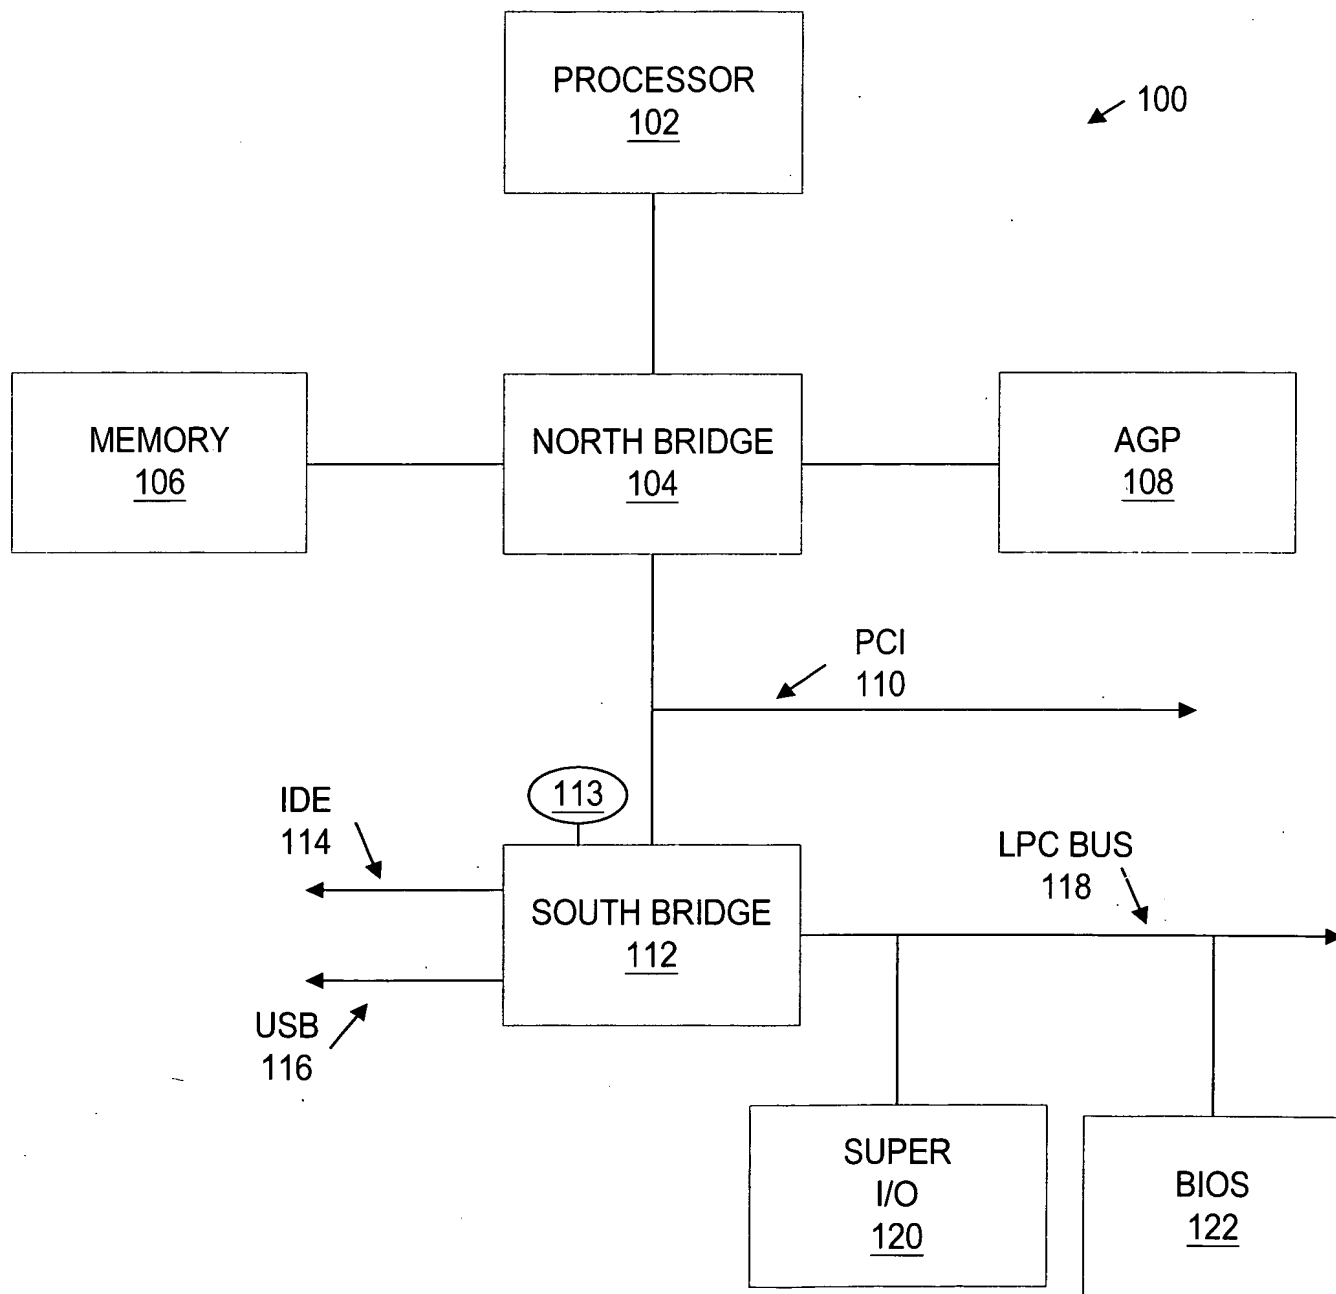 PROCESSOR
102
100
MEMORY
106
NORTH BRIDGE
104
AGP
108
PCI
110
113
IDE
114
LPC BUS
118
SOUTH BRIDGE
112
USB
116
SUPER
I/O
120
BIOS
122